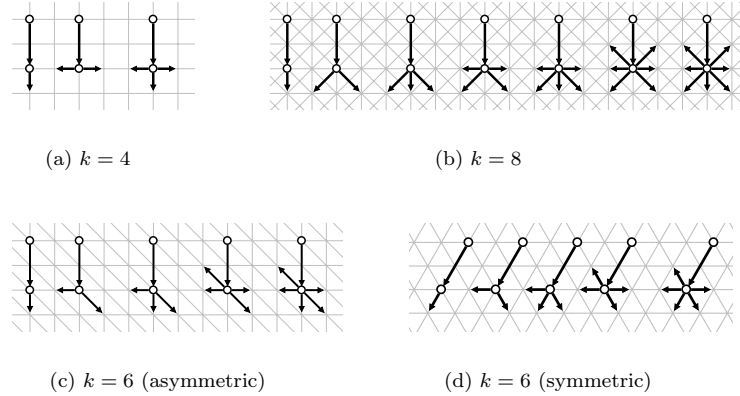 (a) k = 4
(b) k = 8
(c) k = 6 (asymmetric)
(d) k = 6 (symmetric)